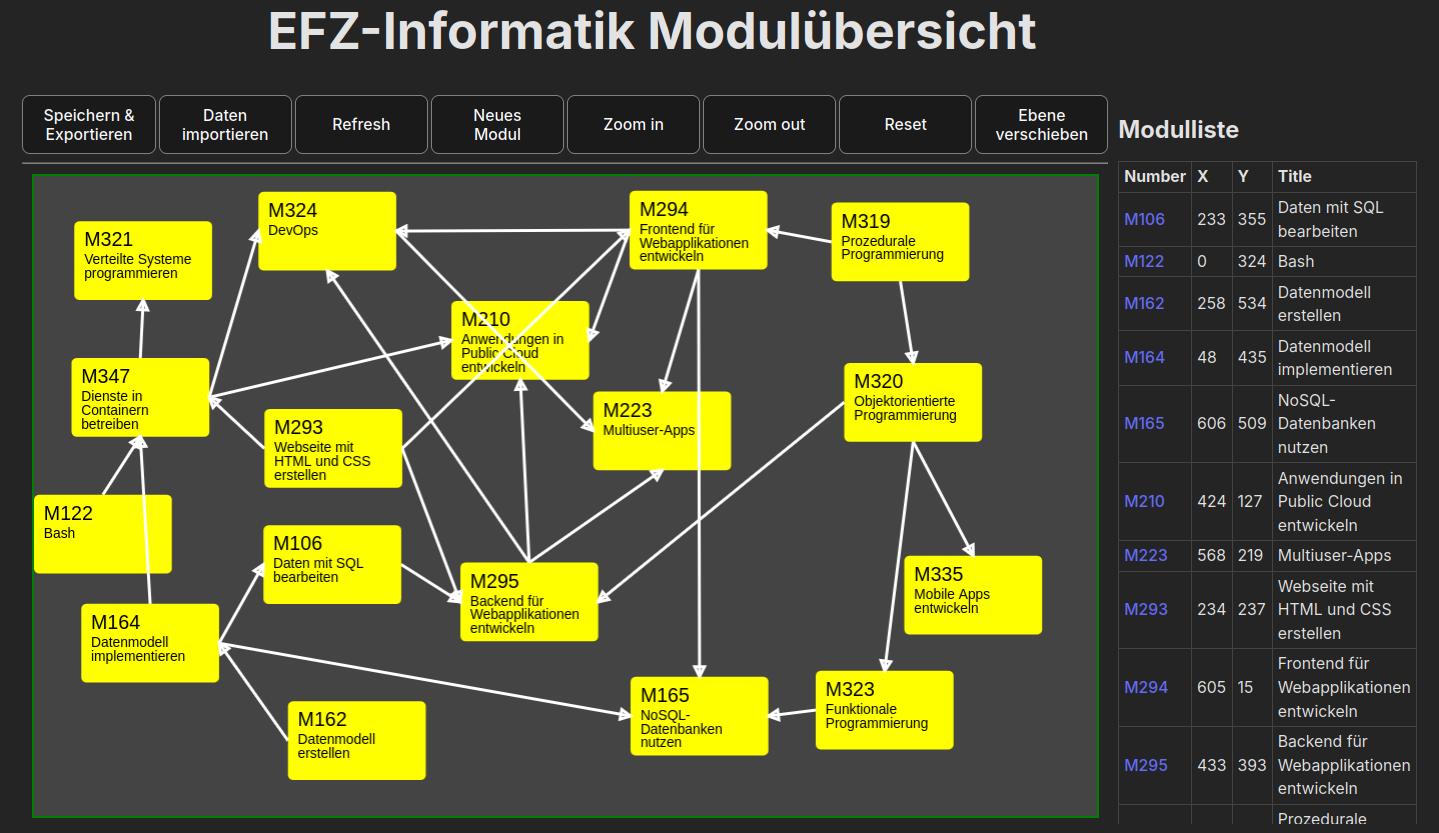 EFZ-Informatik Modulübersicht
Speichern &
Exportieren
Daten
importieren
Refresh
Neues
Modul
Zoom in
Zoom out
Reset
Ebene
verschieben
M324
DevOps
M294
Frontend für
Webapplikationen
entwickeln
M319
Prozedurale
Programmierung
M321
Verteilte Systeme
programmieren
M210
Anwendungen in
Public Cloud
entwickeln
M347
Dienste in
Containern
betreiben
M320
Objektorientierte
Programmierung
M223
Multiuser-Apps
M293
Webseite mit
HTML und CSS
erstellen
M122
Bash
M106
Daten mit SQL
bearbeiten
M295
Backend für
Webapplikationen
entwickeln
M335
Mobile Apps
entwickeln
M164
Datenmodell
implementieren
M165
NoSQL-
Datenbanken
nutzen
M323
Funktionale
Programmierung
M162
Datenmodell
erstellen
Modulliste
Number X Y Title
M106 233 355 Daten mit SQL
bearbeiten
M122 0 324 Bash
M162 258 534 Datenmodell
erstellen
M164 48 435 Datenmodell
implementieren
M165 606 509 NoSQL-
Datenbanken
nutzen
M210 424 127 Anwendungen in
Public Cloud
entwickeln
M223 568 219 Multiuser-Apps
M293 234 237 Webseite mit
HTML und CSS
erstellen
M294 605 15 Frontend für
Webapplikationen
entwickeln
M295 433 393 Backend für
Webapplikationen
entwickeln
Prozedurale